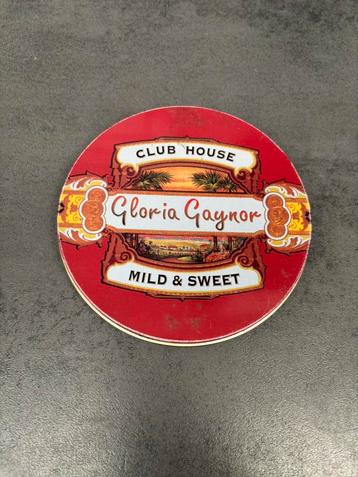 CLUB HOUSE
Gloria Gaynor
MILD & SWEET